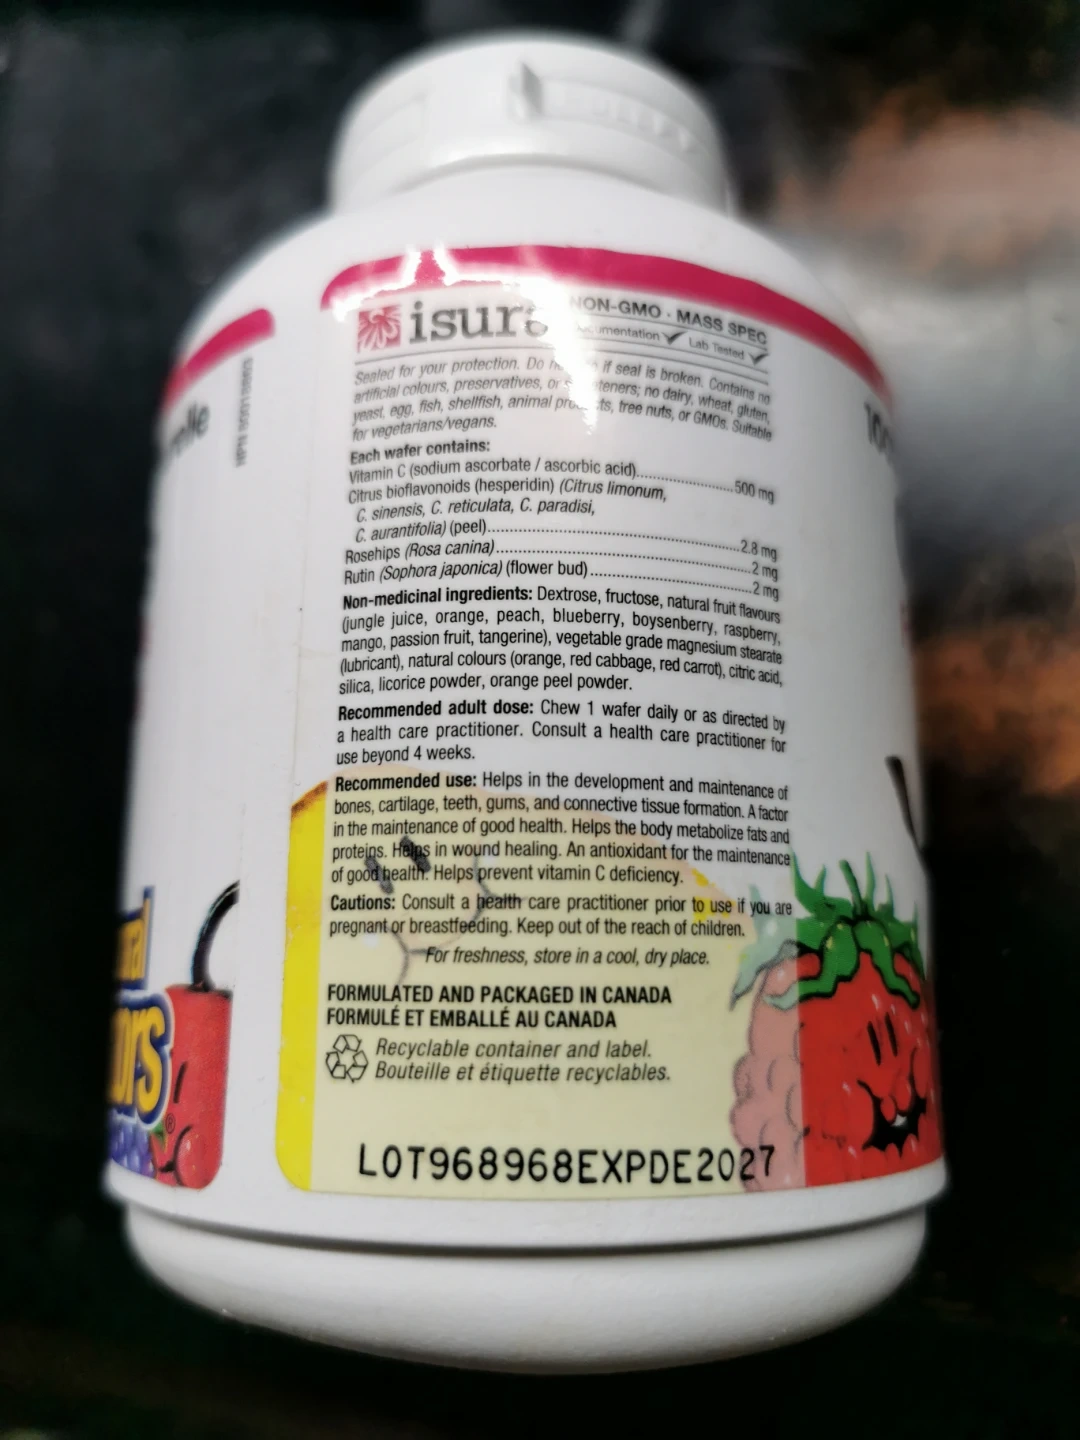 isura
NON-GMO · MASS SPEC
Lab Tested
Sealed for your protection. Do if seal is broken. Contains no
artificial colours, preservatives, or no dairy, wheat, gluten,
yeast, egg, fish, shellfish, animal tree nuts, or GMOs. Suitable
for vegetarians/vegans.
Each wafer contains:
Vitamin C (sodium ascorbate / ascorbic acid)..........500 mg
Citrus bioflavonoids (hesperidin) (Citrus limonum,
C. sinensis, C. reticulata, C. paradisi,
C. aurantifolia) (peel)..........2.8 mg
Rosehips (Rosa canina)..........2 mg
Rutin (Sophora japonica) (flower bud)..........2 mg
Non-medicinal ingredients: Dextrose, fructose, natural fruit flavours
(jungle juice, orange, peach, blueberry, boysenberry, raspberry,
mango, passion fruit, tangerine), vegetable grade magnesium stearate
(lubricant), natural colours (orange, red cabbage, red carrot), citric acid,
silica, licorice powder, orange peel powder.
Recommended adult dose: Chew 1 wafer daily or as directed by
a health care practitioner. Consult a health care practitioner for
use beyond 4 weeks.
Recommended use: Helps in the development and maintenance of
bones, cartilage, teeth, gums, and connective tissue formation. A factor
in the maintenance of good health. Helps the body metabolize fats and
proteins. Helps in wound healing. An antioxidant for the maintenance
of good health. Helps prevent vitamin C deficiency.
Cautions: Consult a health care practitioner prior to use if you are
pregnant or breastfeeding. Keep out of the reach of children.
For freshness, store in a cool, dry place.
FORMULATED AND PACKAGED IN CANADA
FORMULÉ ET EMBALLÉ AU CANADA
Recyclable container and label.
Bouteille et étiquette recyclables.
LOT968968EXPDE2027